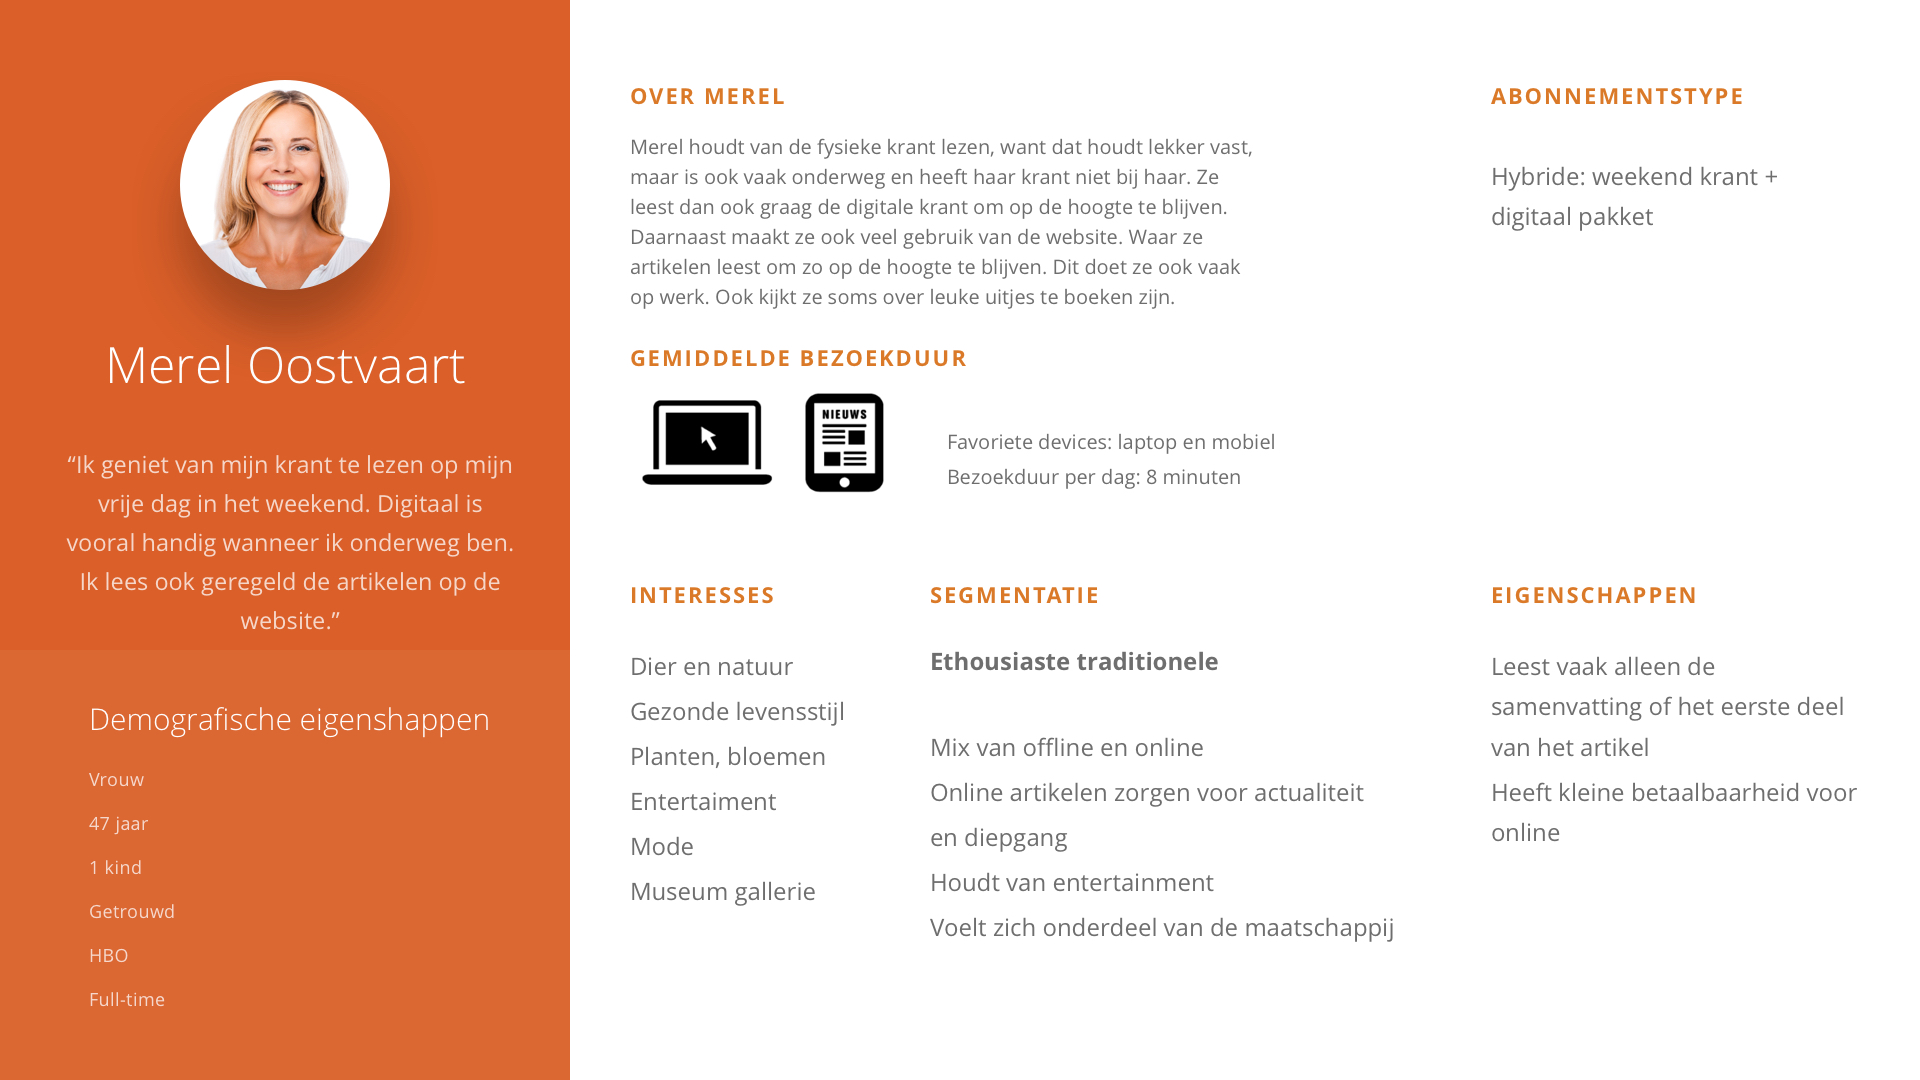 Merel Oostvaart
“Ik geniet van mijn krant te lezen op mijn
vrije dag in het weekend. Digitaal is
vooral handig wanneer ik onderweg ben.
Ik lees ook geregeld de artikelen op de
website.”
Demografische eigenshappen
Vrouw
47 jaar
1 kind
Getrouwd
HBO
Full-time
OVER MEREL
Merel houdt van de fysieke krant lezen, want dat houdt lekker vast,
maar is ook vaak onderweg en heeft haar krant niet bij haar. Ze
leest dan ook graag de digitale krant om op de hoogte te blijven.
Daarnaast maakt ze ook veel gebruik van de website. Waar ze
artikelen leest om zo op de hoogte te blijven. Dit doet ze ook vaak
op werk. Ook kijkt ze soms over leuke uitjes te boeken zijn.
ABONNEMENTSTYPE
Hybride: weekend krant +
digitaal pakket
GEMIDDELDE BEZOEKDUUR
NIEUWS
Favoriete devices: laptop en mobiel
Bezoekduur per dag: 8 minuten
INTERESSES
Dier en natuur
Gezonde levensstijl
Planten, bloemen
Entertaiment
Mode
Museum gallerie
SEGMENTATIE
Ethousiaste traditionele
Mix van offline en online
Online artikelen zorgen voor actualiteit
en diepgang
Houdt van entertainment
Voelt zich onderdeel van de maatschappij
EIGENSCHAPPEN
Leest vaak alleen de
samenvatting of het eerste deel
van het artikel
Heeft kleine betaalbaarheid voor
online